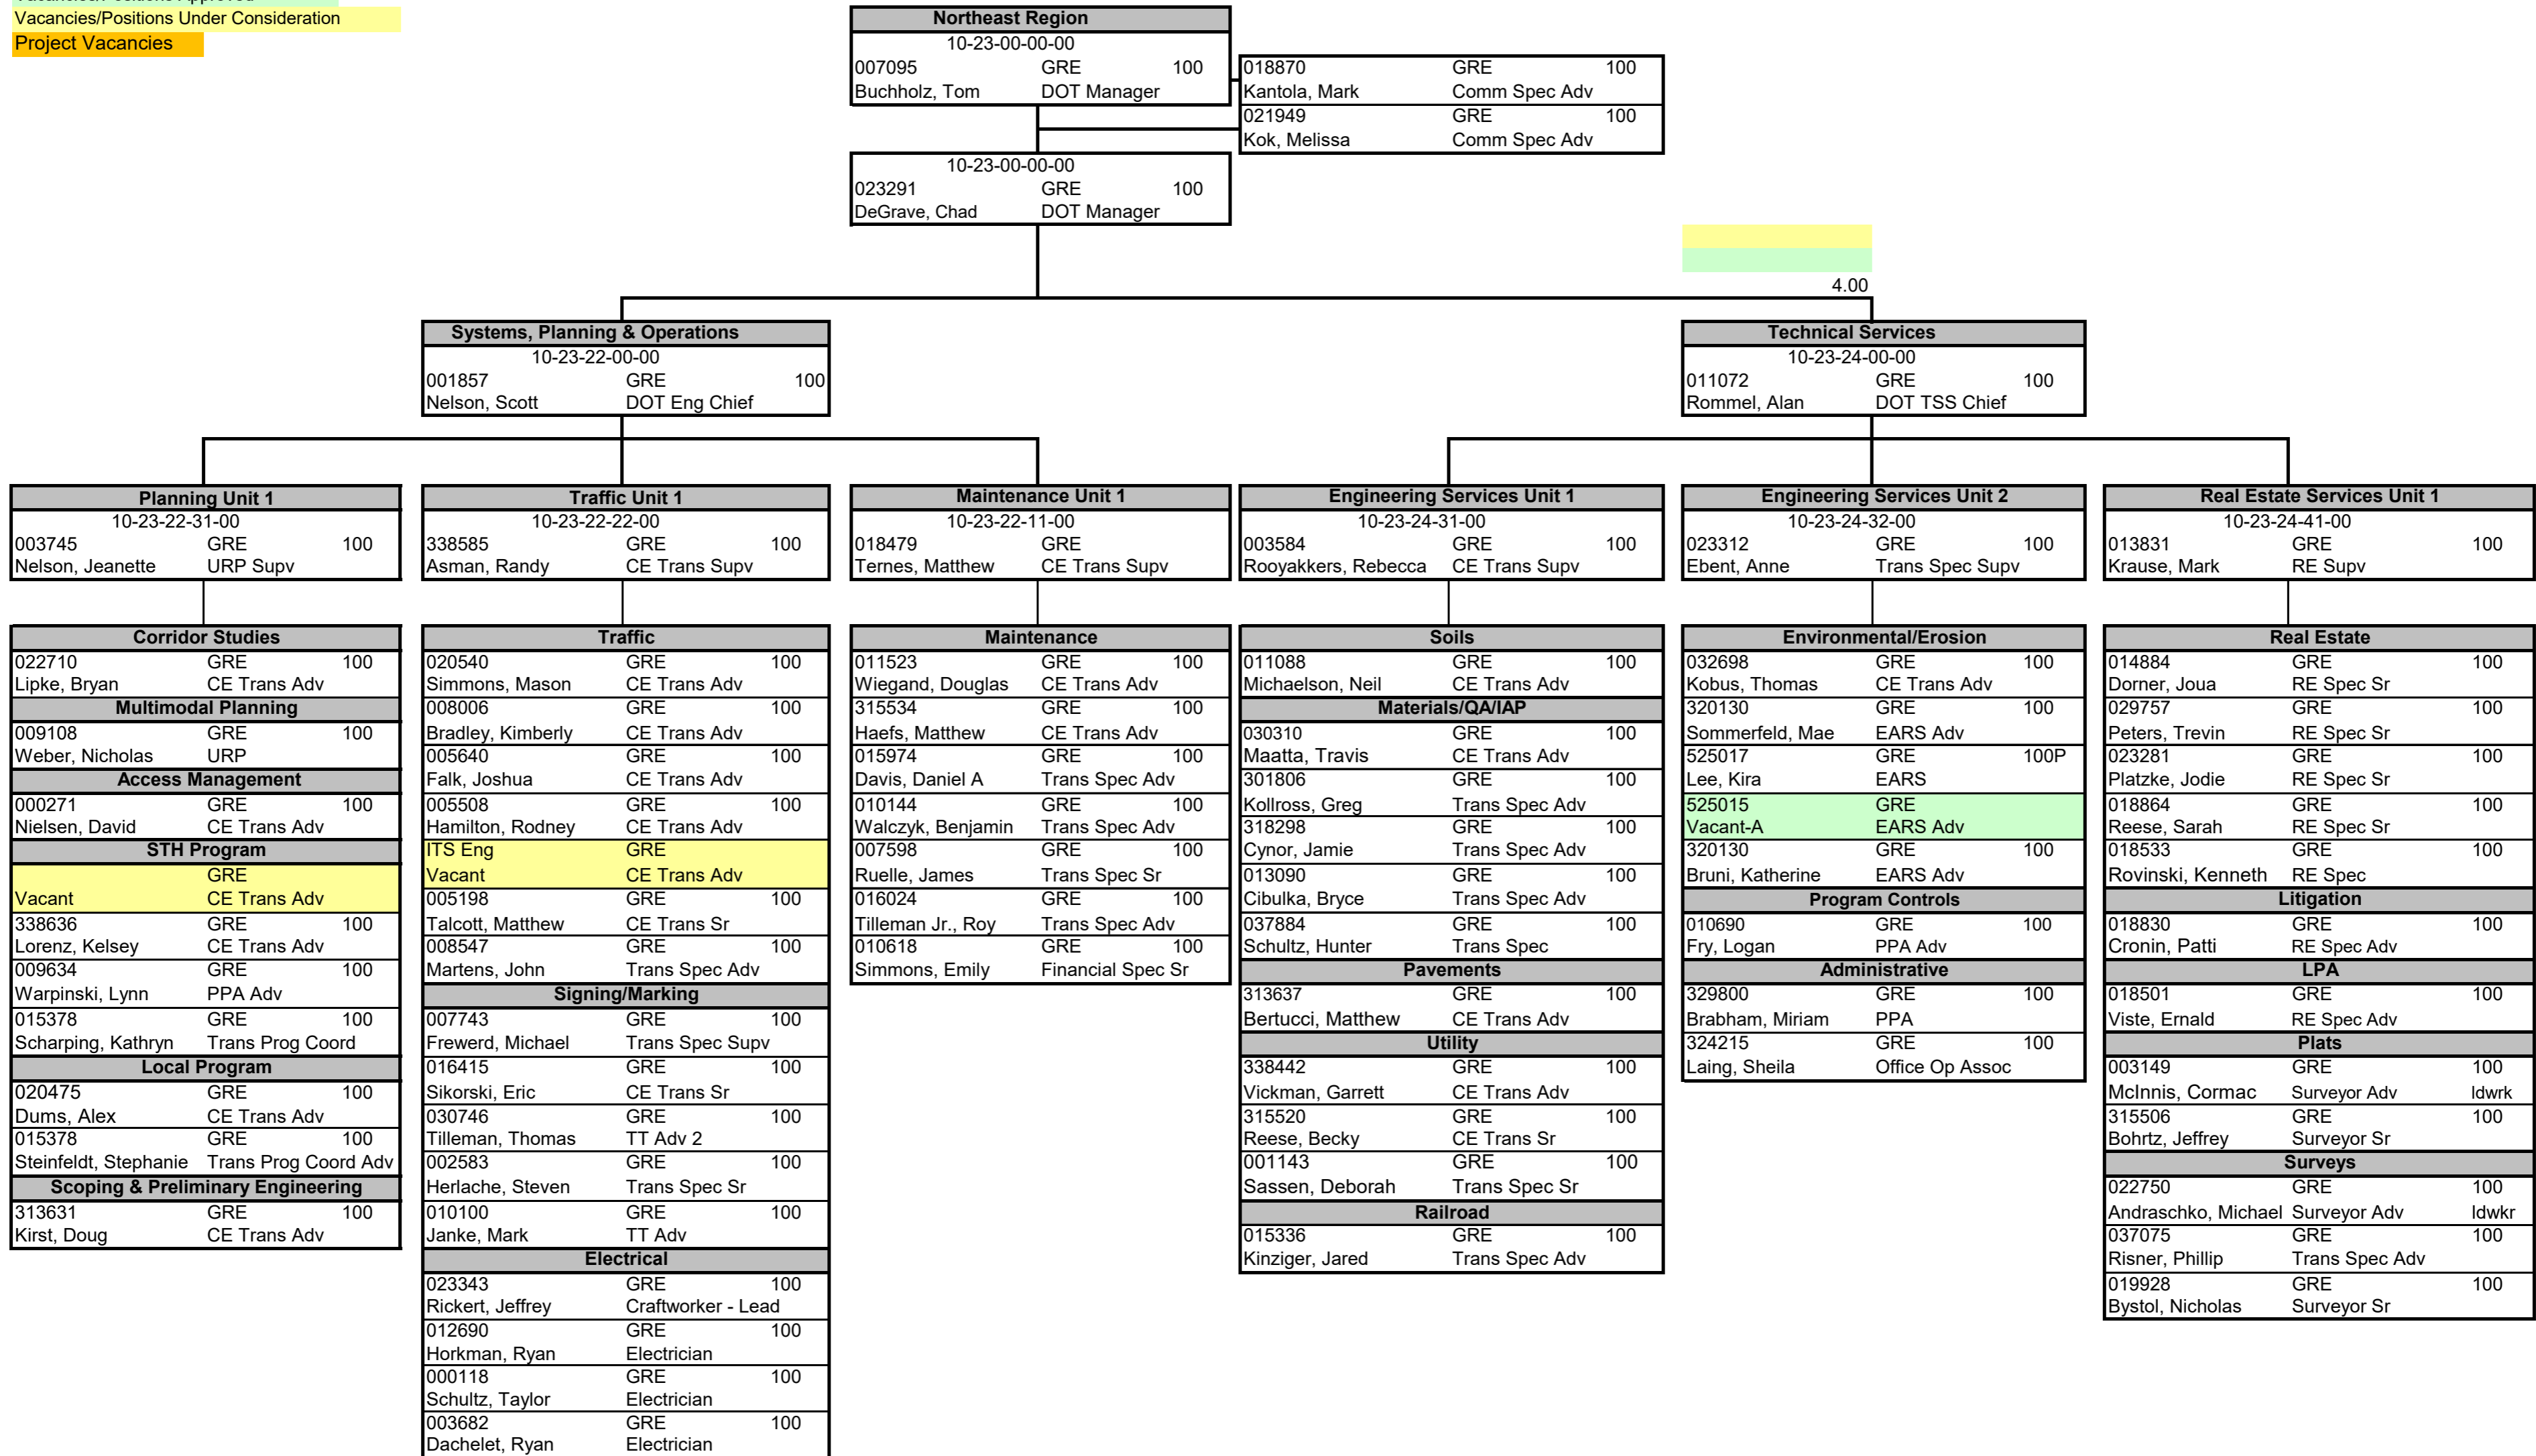 Vacancies/Positions Under Consideration
Project Vacancies
Northeast Region
10-23-00-00-00
007095 GRE 100
Buchholz, Tom DOT Manager
018870 GRE 100
Kantola, Mark Comm Spec Adv
021949 GRE 100
Kok, Melissa Comm Spec Adv
10-23-00-00-00
023291 GRE 100
DeGrave, Chad DOT Manager
4.00
Systems, Planning & Operations
10-23-22-00-00
001857 GRE 100
Nelson, Scott DOT Eng Chief
Technical Services
10-23-24-00-00
011072 GRE 100
Rommel, Alan DOT TSS Chief
Planning Unit 1
10-23-22-31-00
003745 GRE 100
Nelson, Jeanette URP Supv
Corridor Studies
022710 GRE 100
Lipke, Bryan CE Trans Adv
Multimodal Planning
009108 GRE 100
Weber, Nicholas URP
Access Management
000271 GRE 100
Nielsen, David CE Trans Adv
STH Program
GRE
Vacant CE Trans Adv
338636 GRE 100
Lorenz, Kelsey CE Trans Adv
009634 GRE 100
Warpinski, Lynn PPA Adv
015378 GRE 100
Scharping, Kathryn Trans Prog Coord
Local Program
020475 GRE 100
Dums, Alex CE Trans Adv
015378 GRE 100
Steinfeldt, Stephanie Trans Prog Coord Adv
Scoping & Preliminary Engineering
313631 GRE 100
Kirst, Doug CE Trans Adv
Traffic Unit 1
10-23-22-22-00
338585 GRE 100
Asman, Randy CE Trans Supv
Traffic
020540 GRE 100
Simmons, Mason CE Trans Adv
008006 GRE 100
Bradley, Kimberly CE Trans Adv
005640 GRE 100
Falk, Joshua CE Trans Adv
005508 GRE 100
Hamilton, Rodney CE Trans Adv
ITS Eng GRE
Vacant CE Trans Adv
005198 GRE 100
Talcott, Matthew CE Trans Sr
008547 GRE 100
Martens, John Trans Spec Adv
Signing/Marking
007743 GRE 100
Frewerd, Michael Trans Spec Supv
016415 GRE 100
Sikorski, Eric CE Trans Sr
030746 GRE 100
Tilleman, Thomas TT Adv 2
002583 GRE 100
Herlache, Steven Trans Spec Sr
010100 GRE 100
Janke, Mark TT Adv
Electrical
023343 GRE 100
Rickert, Jeffrey Craftworker - Lead
012690 GRE 100
Horkman, Ryan Electrician
000118 GRE 100
Schultz, Taylor Electrician
003682 GRE 100
Dachelet, Ryan Electrician
Maintenance Unit 1
10-23-22-11-00
018479 GRE
Ternes, Matthew CE Trans Supv
Maintenance
011523 GRE 100
Wiegand, Douglas CE Trans Adv
315534 GRE 100
Haefs, Matthew CE Trans Adv
015974 GRE 100
Davis, Daniel A Trans Spec Adv
010144 GRE 100
Walczyk, Benjamin Trans Spec Adv
007598 GRE 100
Ruelle, James Trans Spec Sr
016024 GRE 100
Tilleman Jr., Roy Trans Spec Adv
010618 GRE 100
Simmons, Emily Financial Spec Sr
Engineering Services Unit 1
10-23-24-31-00
003584 GRE 100
Rooyakkers, Rebecca CE Trans Supv
Soils
011088 GRE 100
Michaelson, Neil CE Trans Adv
Materials/QA/IAP
030310 GRE 100
Maatta, Travis CE Trans Adv
301806 GRE 100
Kollross, Greg Trans Spec Adv
318298 GRE 100
Cynor, Jamie Trans Spec Adv
013090 GRE 100
Cibulka, Bryce Trans Spec Adv
037884 GRE 100
Schultz, Hunter Trans Spec
Pavements
313637 GRE 100
Bertucci, Matthew CE Trans Adv
Utility
338442 GRE 100
Vickman, Garrett CE Trans Adv
315520 GRE 100
Reese, Becky CE Trans Sr
001143 GRE 100
Sassen, Deborah Trans Spec Sr
Railroad
015336 GRE 100
Kinziger, Jared Trans Spec Adv
Engineering Services Unit 2
10-23-24-32-00
023312 GRE 100
Ebent, Anne Trans Spec Supv
Environmental/Erosion
032698 GRE 100
Kobus, Thomas CE Trans Adv
320130 GRE 100
Sommerfeld, Mae EARS Adv
525017 GRE 100P
Lee, Kira EARS
525015 GRE
Vacant-A EARS Adv
320130 GRE 100
Bruni, Katherine EARS Adv
Program Controls
010690 GRE 100
Fry, Logan PPA Adv
Administrative
329800 GRE 100
Brabham, Miriam PPA
324215 GRE 100
Laing, Sheila Office Op Assoc
Real Estate Services Unit 1
10-23-24-41-00
013831 GRE 100
Krause, Mark RE Supv
Real Estate
014884 GRE 100
Dorner, Joua RE Spec Sr
029757 GRE 100
Peters, Trevin RE Spec Sr
023281 GRE 100
Platzke, Jodie RE Spec Sr
018864 GRE 100
Reese, Sarah RE Spec Sr
018533 GRE 100
Rovinski, Kenneth RE Spec
Litigation
018830 GRE 100
Cronin, Patti RE Spec Adv
LPA
018501 GRE 100
Viste, Ernald RE Spec Adv
Plats
003149 GRE 100
McInnis, Cormac Surveyor Adv ldwrk
315506 GRE 100
Bohrtz, Jeffrey Surveyor Sr
Surveys
022750 GRE 100
Andraschko, Michael Surveyor Adv ldwkr
037075 GRE 100
Risner, Phillip Trans Spec Adv
019928 GRE 100
Bystol, Nicholas Surveyor Sr